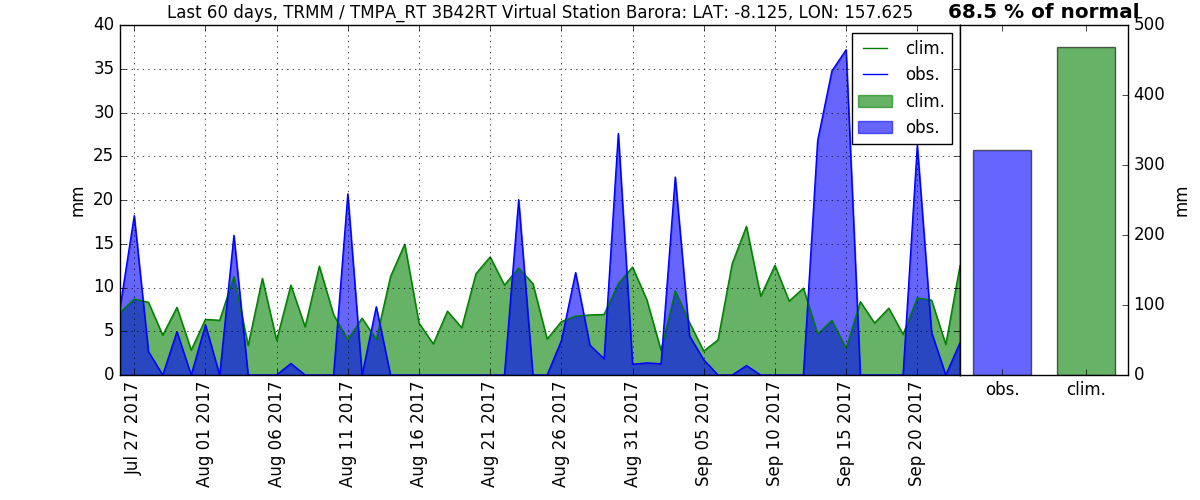 Last 60 days, TRMM / TMPA_RT 3B42RT Virtual Station Barora: LAT: -8.125, LON: 157.625
68.5 % of normal
40
35
30
25
20
15
10
5
0
mm
clim.
obs.
clim.
obs.
500
400
300
200
100
0
mm
obs.
clim.
Jul 27 2017
Aug 01 2017
Aug 06 2017
Aug 11 2017
Aug 16 2017
Aug 21 2017
Aug 26 2017
Aug 31 2017
Sep 05 2017
Sep 10 2017
Sep 15 2017
Sep 20 2017